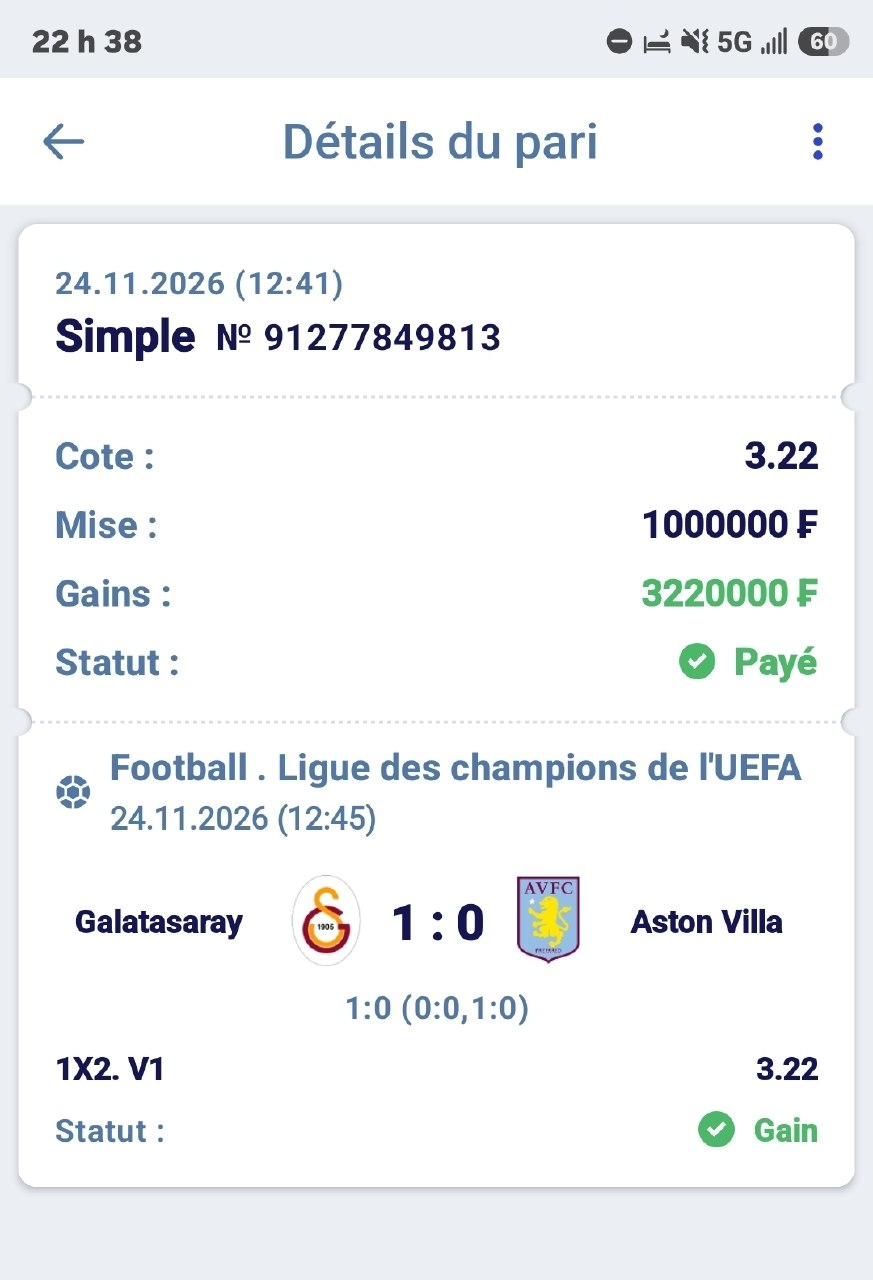 22 h 38 5G 60
Détails du pari
24.11.2026 (12:41)
Simple № 91277849813
Cote : 3.22
Mise : 1000000 ₣
Gains : 3220000 ₣
Statut : Payé
Football . Ligue des champions de l'UEFA
24.11.2026 (12:45)
Galatasaray 1905 1 : 0 AVFC Aston Villa
1:0 (0:0,1:0)
1X2. V1 3.22
Statut : Gain